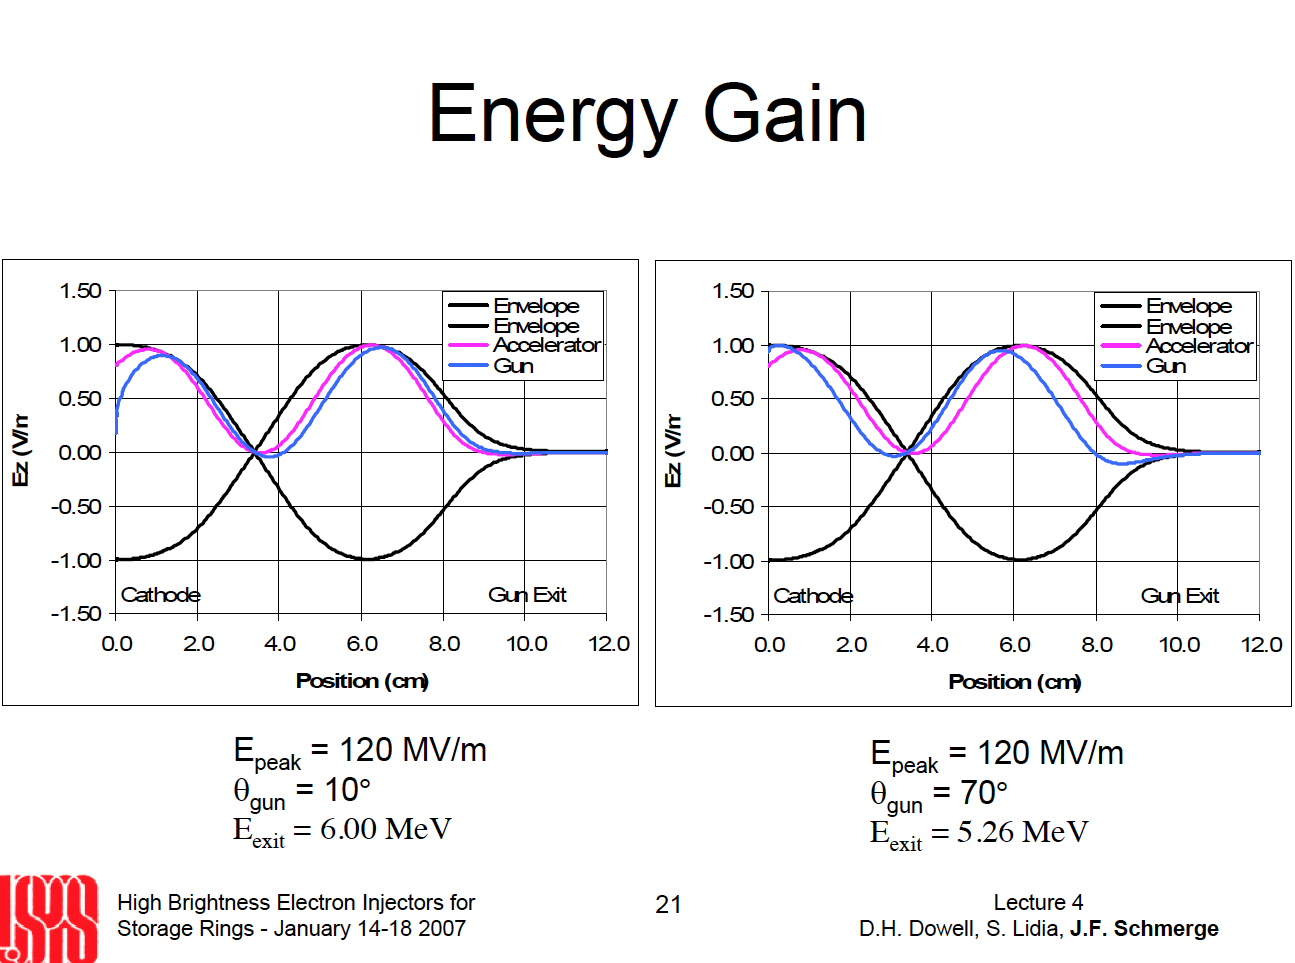 Energy Gain
1.50
1.00
0.50
0.00
-0.50
-1.00
-1.50
Ez (V/m
Envelope
Envelope
Accelerator
Gun
Cathode
Gun Exit
0.0 2.0 4.0 6.0 8.0 10.0 12.0
Position (cm)
1.50
1.00
0.50
0.00
-0.50
-1.00
-1.50
Ez (V/m
Envelope
Envelope
Accelerator
Gun
Cathode
Gun Exit
0.0 2.0 4.0 6.0 8.0 10.0 12.0
Position (cm)
Epeak = 120 MV/m
θgun = 10°
Eexit = 6.00 MeV
Epeak = 120 MV/m
θgun = 70°
Eexit = 5.26 MeV
High Brightness Electron Injectors for
Storage Rings - January 14-18 2007
21
Lecture 4
D.H. Dowell, S. Lidia, J.F. Schmerge